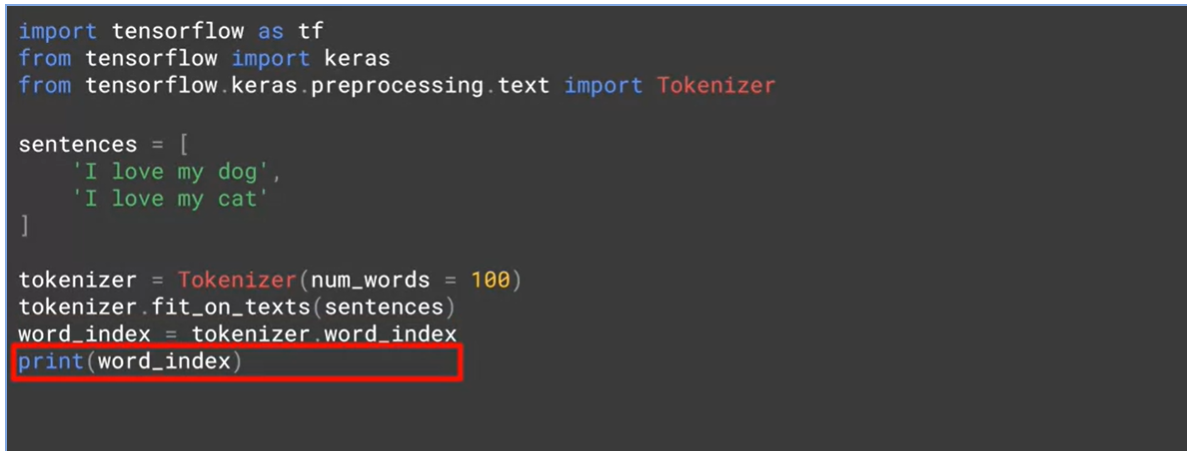 import tensorflow as tf
from tensorflow import keras
from tensorflow.keras.preprocessing.text import Tokenizer
sentences = [
    'I love my dog',
    'I love my cat'
]
tokenizer = Tokenizer(num_words = 100)
tokenizer.fit_on_texts(sentences)
word_index = tokenizer.word_index
print(word_index)